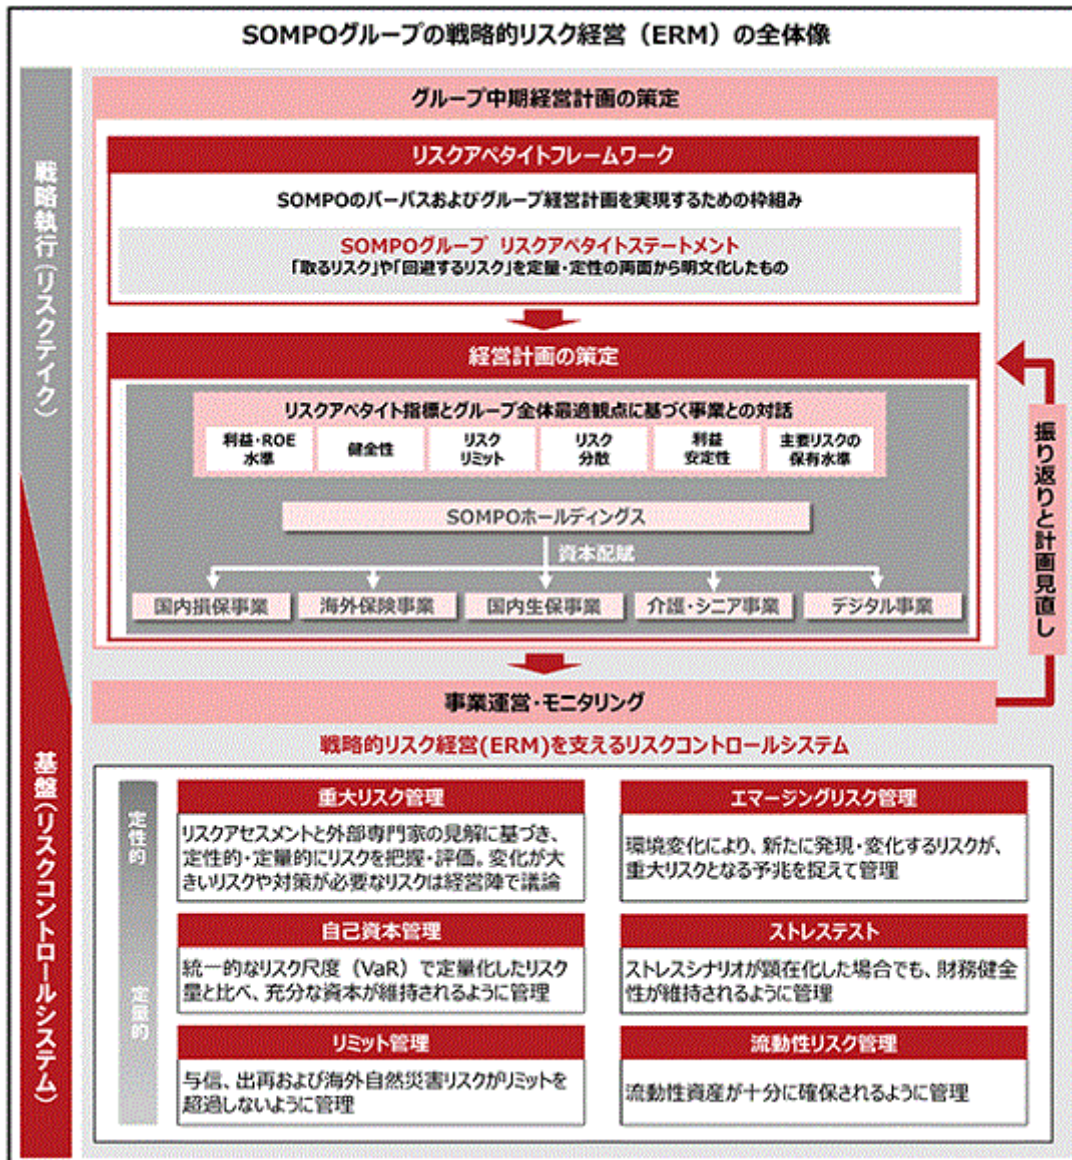 SOMPOグループの戦略的リスク経営（ERM）の全体像
戦略執行（リスクテイク）
グループ中期経営計画の策定
リスクアペタイトフレームワーク
SOMPOのパーパスおよびグループ経営計画を実現するための枠組み
SOMPOグループ リスクアペタイトステートメント
「取るリスク」や「回避するリスク」を定量・定性の両面から明文化したもの
経営計画の策定
リスクアペタイト指標とグループ全体最適観点に基づく事業との対話
利益・ROE
水準
健全性
リスク
リミット
リスク
分散
利益
安定性
主要リスクの
保有水準
SOMPOホールディングス
資本配賦
国内損保事業
海外保険事業
国内生保事業
介護・シニア事業
デジタル事業
振り返りと計画見直し
事業運営・モニタリング
基盤（リスクコントロールシステム）
戦略的リスク経営(ERM)を支えるリスクコントロールシステム
定性的
定量的
重大リスク管理
リスクアセスメントと外部専門家の見解に基づき、
定性的・定量的にリスクを把握・評価。変化が大
きいリスクや対策が必要なリスクは経営陣で議論
エマージングリスク管理
環境変化により、新たに発現・変化するリスクが、
重大リスクとなる予兆を捉えて管理
自己資本管理
統一的なリスク尺度（VaR）で定量化したリスク
量と比べ、充分な資本が維持されるように管理
ストレステスト
ストレスシナリオが顕在化した場合でも、財務健全
性が維持されるように管理
リミット管理
与信、出再および海外自然災害リスクがリミットを
超過しないように管理
流動性リスク管理
流動性資産が十分に確保されるように管理